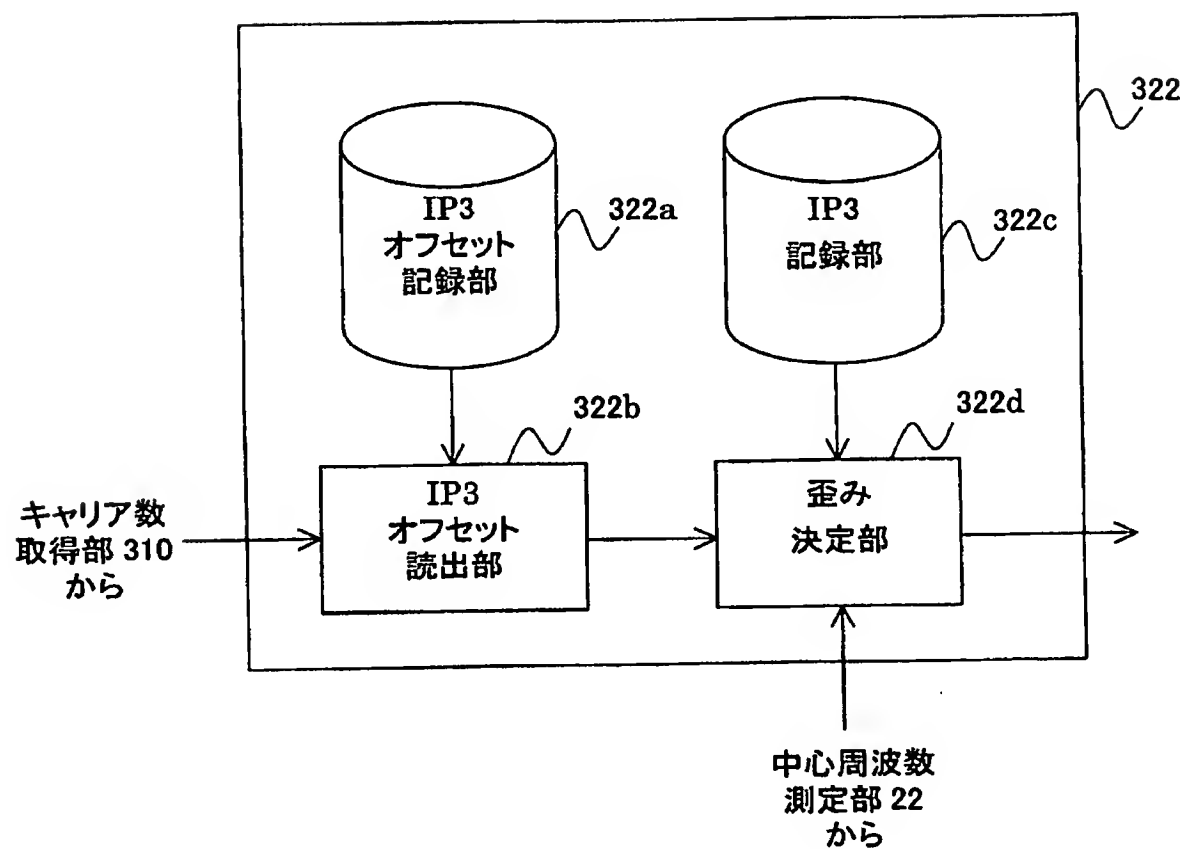 322
IP3
オフセット
記録部
322a
IP3
記録部
322c
322b
322d
キャリア数
取得部 310
から
IP3
オフセット
読出部
歪み
決定部
中心周波数
測定部 22
から